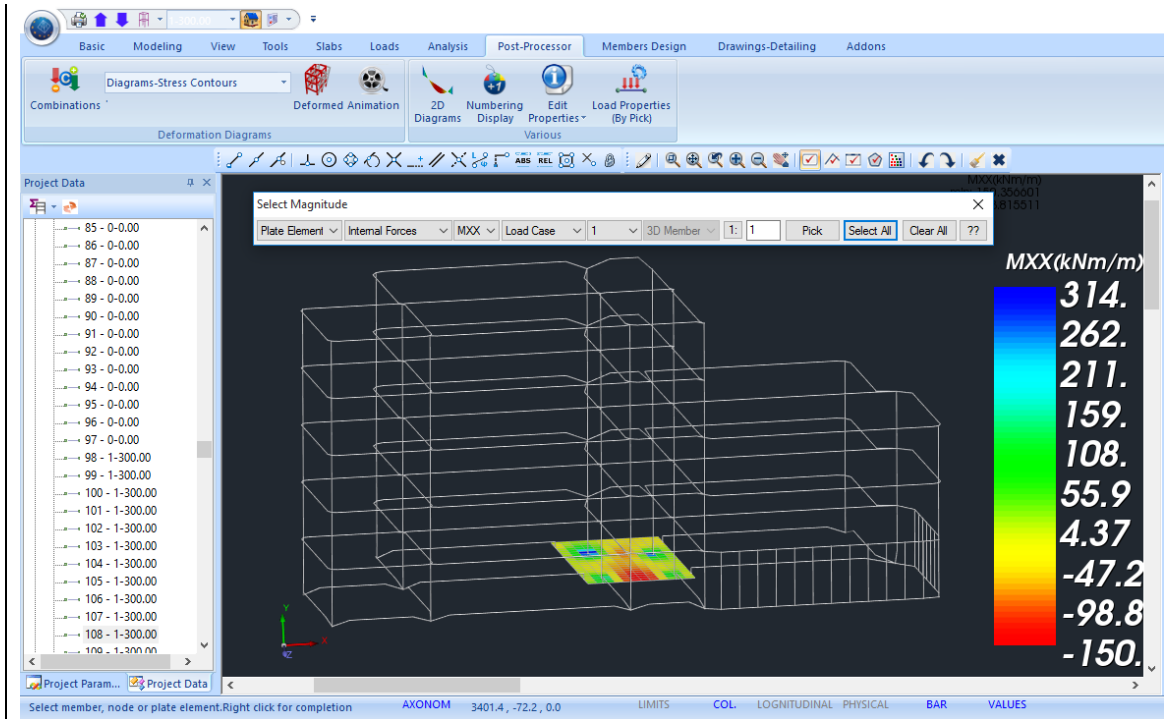 1-300.00
Basic Modeling View Tools Slabs Loads Analysis Post-Processor Members Design Drawings-Detailing Addons
Combinations
Diagrams-Stress Contours
Deformed Animation
2D Diagrams
Numbering Display
Edit Properties
Load Properties (By Pick)
Deformation Diagrams
Various
ABS REL
Project Data
85 - 0-0.00
86 - 0-0.00
87 - 0-0.00
88 - 0-0.00
89 - 0-0.00
90 - 0-0.00
91 - 0-0.00
92 - 0-0.00
93 - 0-0.00
94 - 0-0.00
95 - 0-0.00
96 - 0-0.00
97 - 0-0.00
98 - 1-300.00
99 - 1-300.00
100 - 1-300.00
101 - 1-300.00
102 - 1-300.00
103 - 1-300.00
104 - 1-300.00
105 - 1-300.00
106 - 1-300.00
107 - 1-300.00
108 - 1-300.00
109 - 1-300.00
Project Param... Project Data
MXX(kNm/m)
Select Magnitude
Plate Element Internal Forces MXX Load Case 1 3D Member 1: 1 Pick Select All Clear All ??
MXX(kNm/m)
314.
262.
211.
159.
108.
55.9
4.37
-47.2
-98.8
-150.
Y
X
Z
Select member, node or plate element.Right click for completion AXONOM 3401.4 , -72.2 , 0.0 LIMITS COL. LOGNITUDINAL PHYSICAL BAR VALUES